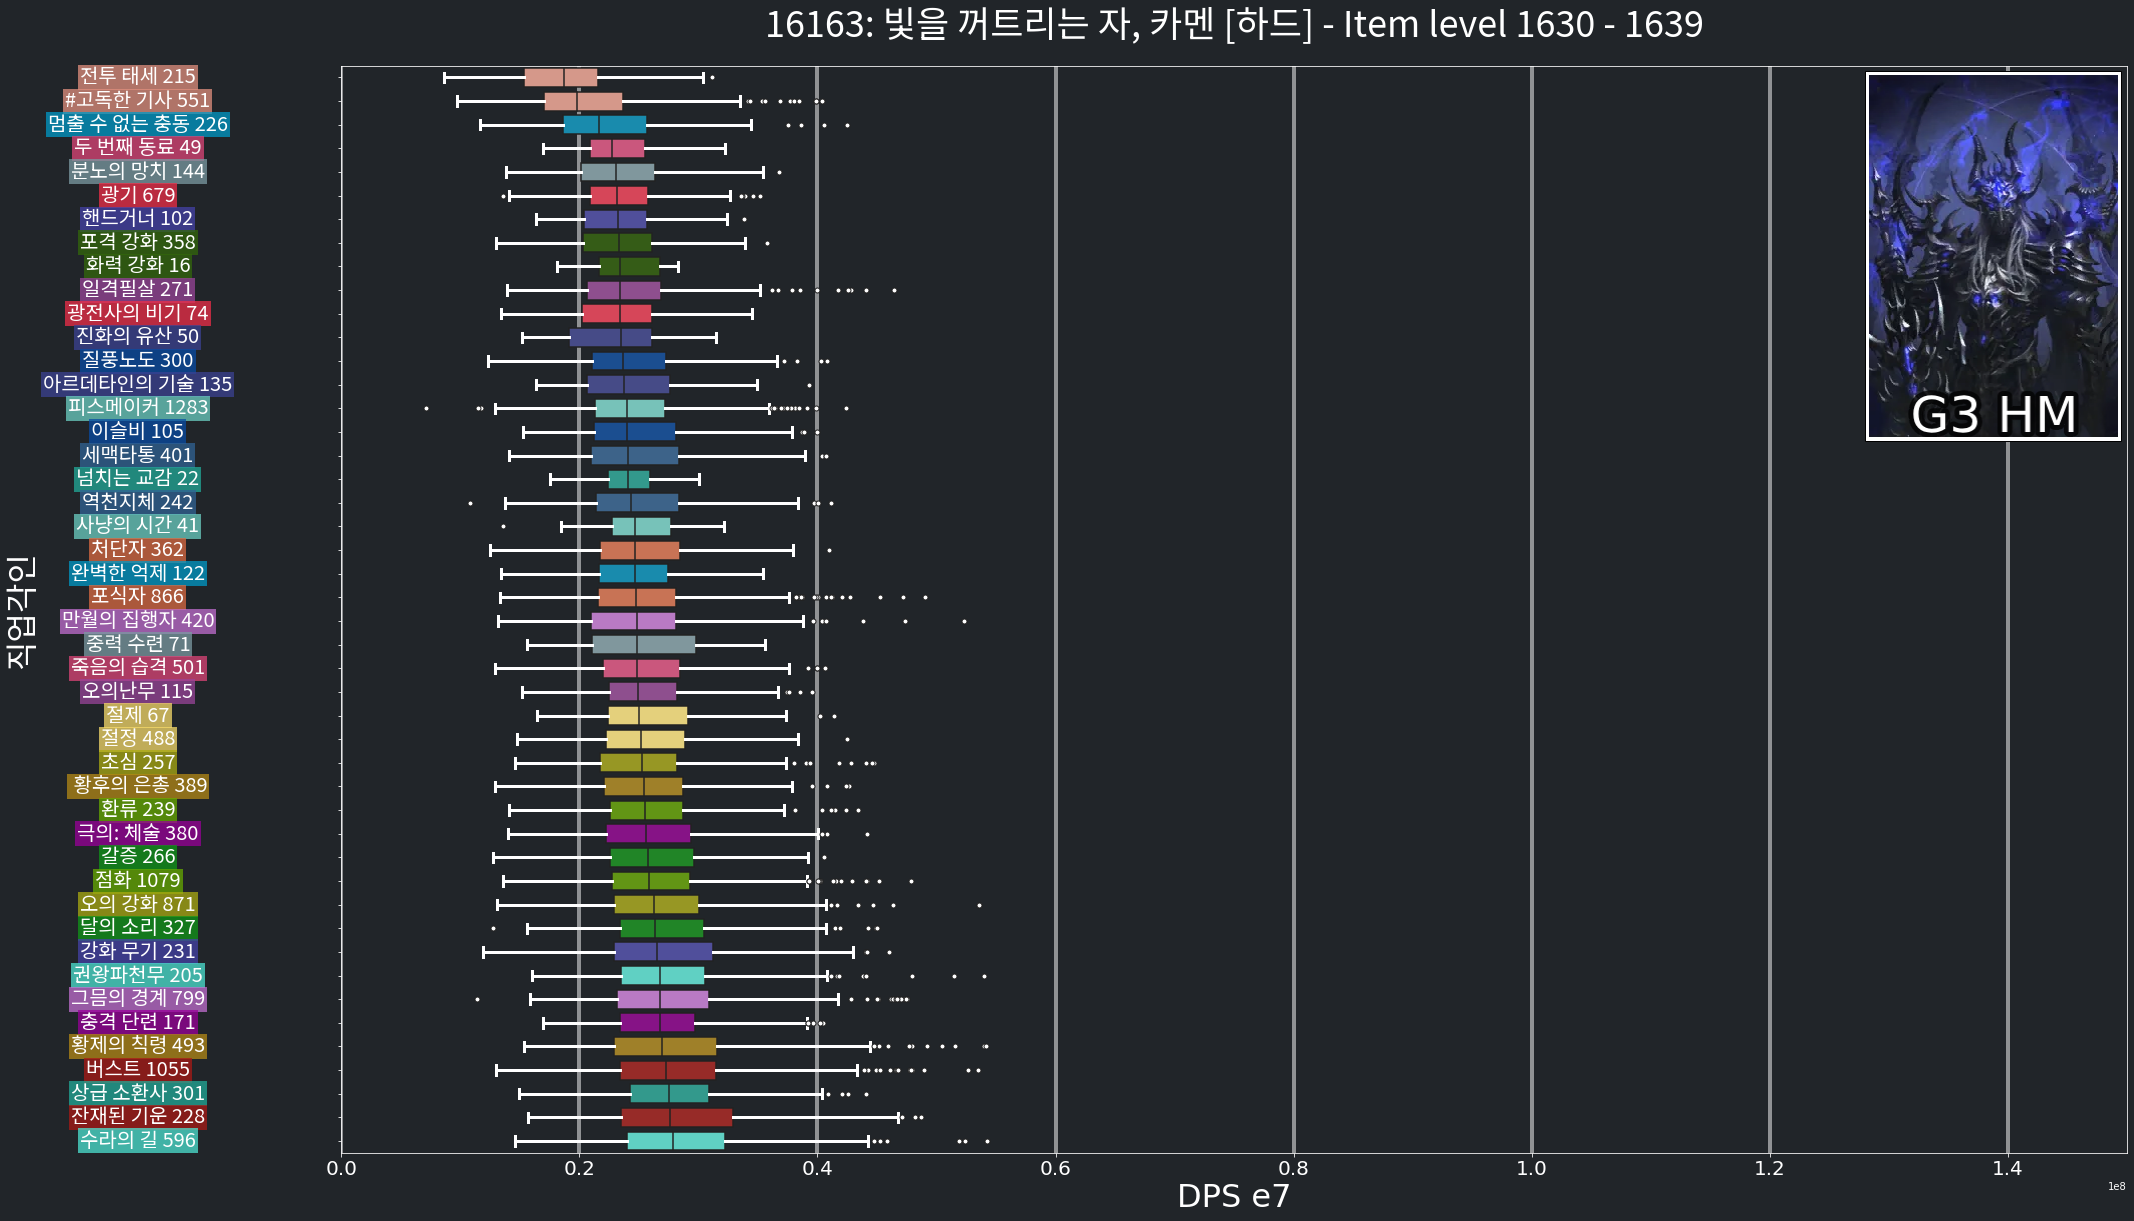 16163: 빛을 꺼트리는 자, 카멘 [하드] - Item level 1630 - 1639
전투 태세 215
#고독한 기사 551
멈출 수 없는 충동 226
두 번째 동료 49
분노의 망치 144
광기 679
핸드거너 102
포격 강화 358
화력 강화 16
일격필살 271
광전사의 비기 74
진화의 유산 50
질풍노도 300
아르데타인의 기술 135
피스메이커 1283
이슬비 105
세맥타통 401
넘치는 교감 22
역천지체 242
사냥의 시간 41
처단자 362
완벽한 억제 122
포식자 866
만월의 집행자 420
중력 수련 71
죽음의 습격 501
오의난무 115
절제 67
절정 488
초심 257
황후의 은총 389
환류 239
극의: 체술 380
갈증 266
점화 1079
오의 강화 871
달의 소리 327
강화 무기 231
권왕파천무 205
그믐의 경계 799
충격 단련 171
황제의 칙령 493
버스트 1055
상급 소환사 301
잔재된 기운 228
수라의 길 596
직업각인
G3 HM
0.0 0.2 0.4 0.6 0.8 1.0 1.2 1.4
1e8
DPS e7